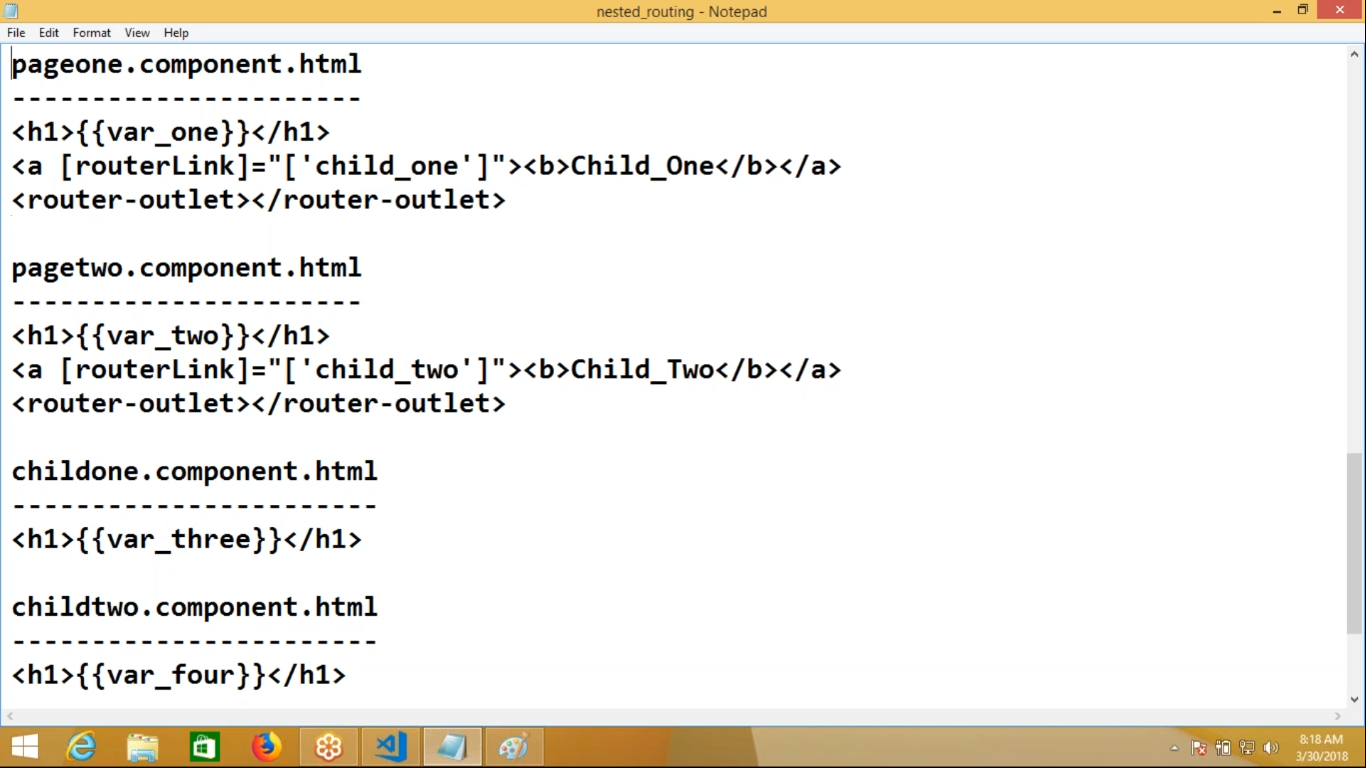 nested_routing - Notepad
File Edit Format View Help
pageone.component.html
----------------------
<h1>{{var_one}}</h1>
<a [routerLink]="['child_one']"><b>Child_One</b></a>
<router-outlet></router-outlet>
pagetwo.component.html
----------------------
<h1>{{var_two}}</h1>
<a [routerLink]="['child_two']"><b>Child_Two</b></a>
<router-outlet></router-outlet>
childone.component.html
-----------------------
<h1>{{var_three}}</h1>
childtwo.component.html
-----------------------
<h1>{{var_four}}</h1>
8:18 AM
3/30/2018